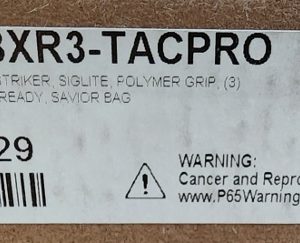 3XR3-TACPRO
STRIKER, SIGLITE, POLYMER GRIP, (3)
READY, SAVIOR BAG
29
WARNING:
Cancer and Repro
www.P65Warning